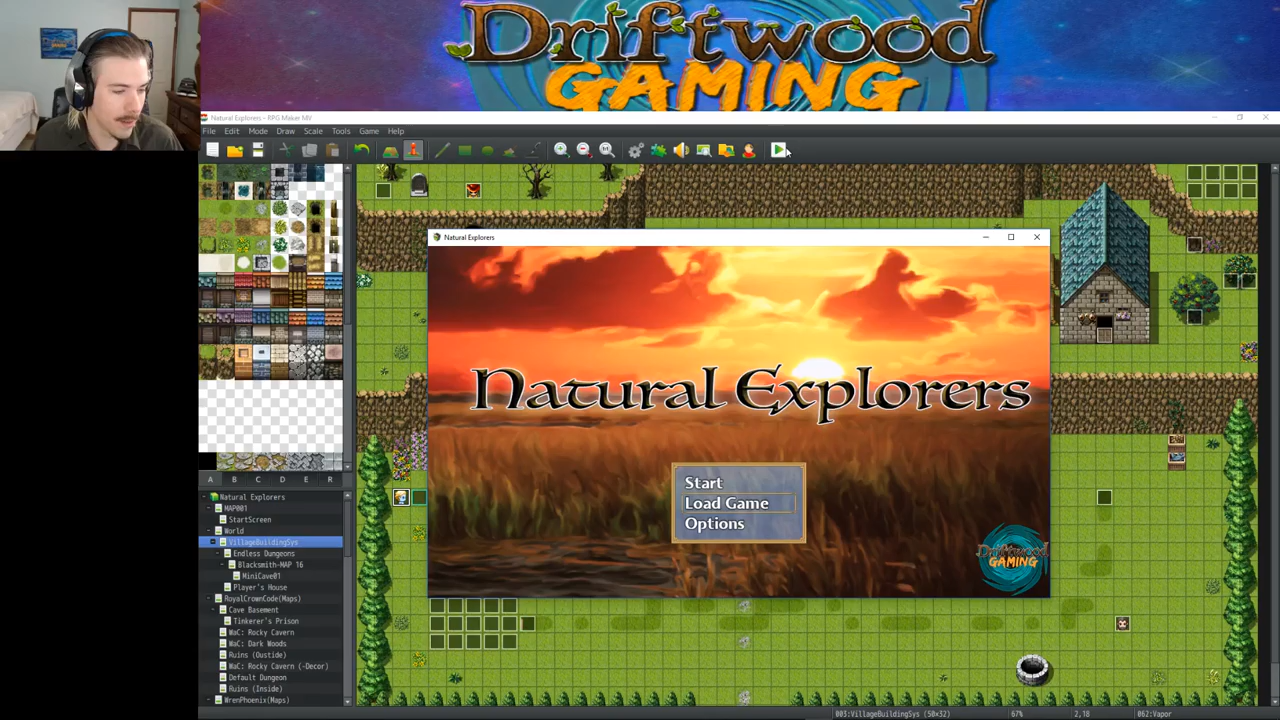 Driftwood
GAMING
Natural Explorers - RPG Maker MV
File Edit Mode Draw Scale Tools Game Help
Natural Explorers
Natural Explorers
Start
Load Game
Options
Driftwood
GAMING
A B C D E R
Natural Explorers
MAP001
StartScreen
World
VillageBuildingSys
Endless Dungeons
Blacksmith-MAP 16
MiniCave01
Player's House
RoyalCrownCode(Maps)
Cave Basement
Tinkerer's Prison
WaC: Rocky Cavern
WaC: Dark Woods
Ruins (Oustide)
WaC: Rocky Cavern (-Decor)
Default Dungeon
Ruins (Inside)
WrenPhoenix(Maps)
003:VillageBuildingSys (50x32) 67% 2,18 062:Vapor